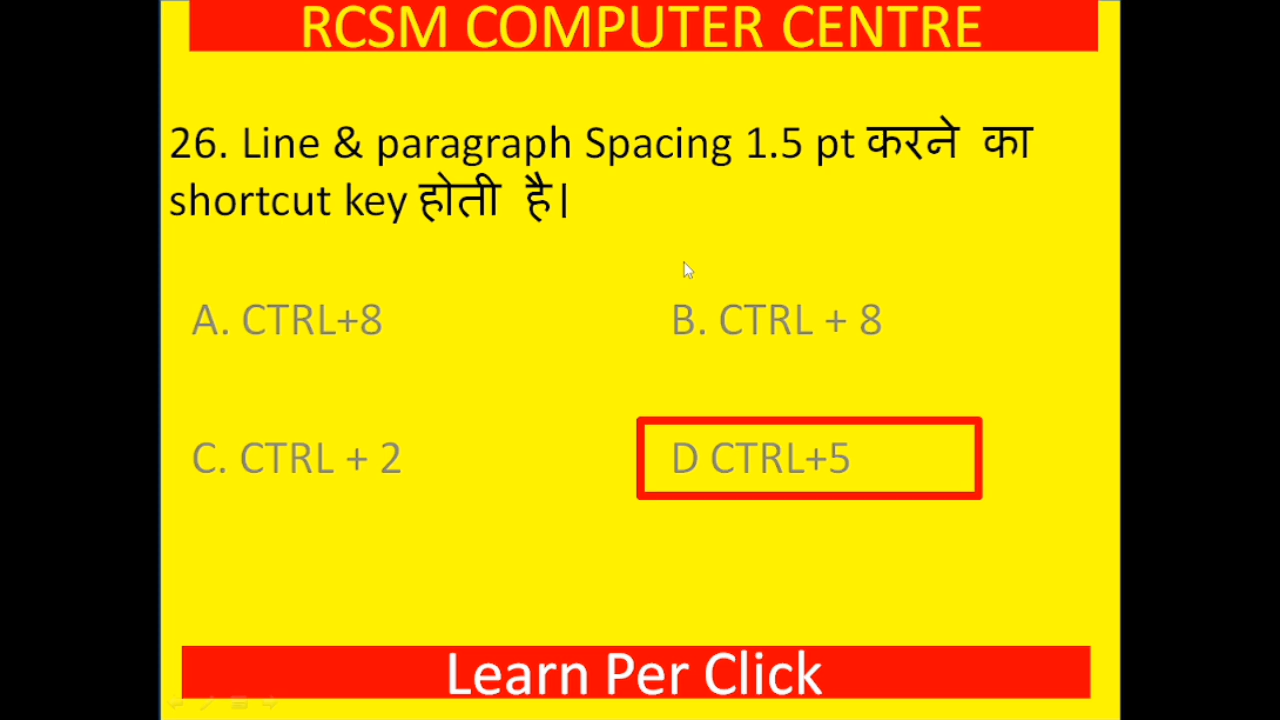 RCSM COMPUTER CENTRE
26. Line & paragraph Spacing 1.5 pt करने का
shortcut key होती है।
A. CTRL+8
B. CTRL + 8
C. CTRL + 2
D CTRL+5
Learn Per Click